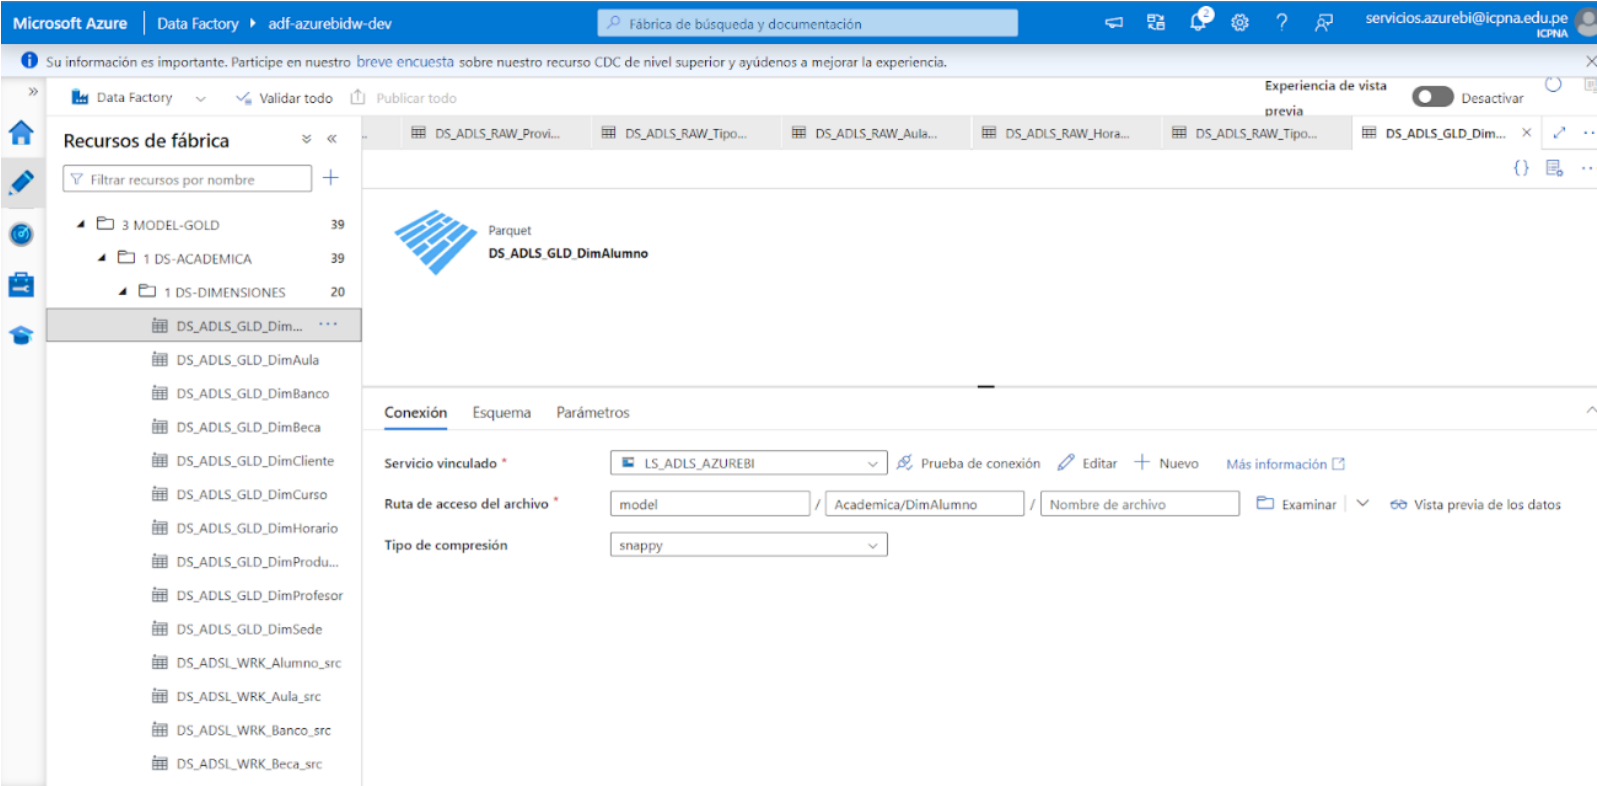 Microsoft Azure Data Factory adf-azurebidw-dev Fábrica de búsqueda y documentación 2 servicios.azurebi@icpna.edu.pe
ICPNA
Su información es importante. Participe en nuestro breve encuesta sobre nuestro recurso CDC de nivel superior y ayúdenos a mejorar la experiencia.
Data Factory Validar todo Publicar todo Experiencia de vista previa Desactivar
Recursos de fábrica
DS_ADLS_RAW_Provi... DS_ADLS_RAW_Tipo... DS_ADLS_RAW_Aula... DS_ADLS_RAW_Hora... DS_ADLS_RAW_Tipo... DS_ADLS_GLD_Dim...
Filtrar recursos por nombre
3 MODEL-GOLD 39
1 DS-ACADEMICA 39
1 DS-DIMENSIONES 20
DS_ADLS_GLD_Dim...
DS_ADLS_GLD_DimAula
DS_ADLS_GLD_DimBanco
DS_ADLS_GLD_DimBeca
DS_ADLS_GLD_DimCliente
DS_ADLS_GLD_DimCurso
DS_ADLS_GLD_DimHorario
DS_ADLS_GLD_DimProdu...
DS_ADLS_GLD_DimProfesor
DS_ADLS_GLD_DimSede
DS_ADSL_WRK_Alumno_src
DS_ADSL_WRK_Aula_src
DS_ADSL_WRK_Banco_src
DS_ADSL_WRK_Beca_src
Parquet
DS_ADLS_GLD_DimAlumno
Conexión Esquema Parámetros
Servicio vinculado * LS_ADLS_AZUREBI Prueba de conexión Editar Nuevo Más información
Ruta de acceso del archivo * model / Academica/DimAlumno / Nombre de archivo Examinar Vista previa de los datos
Tipo de compresión snappy